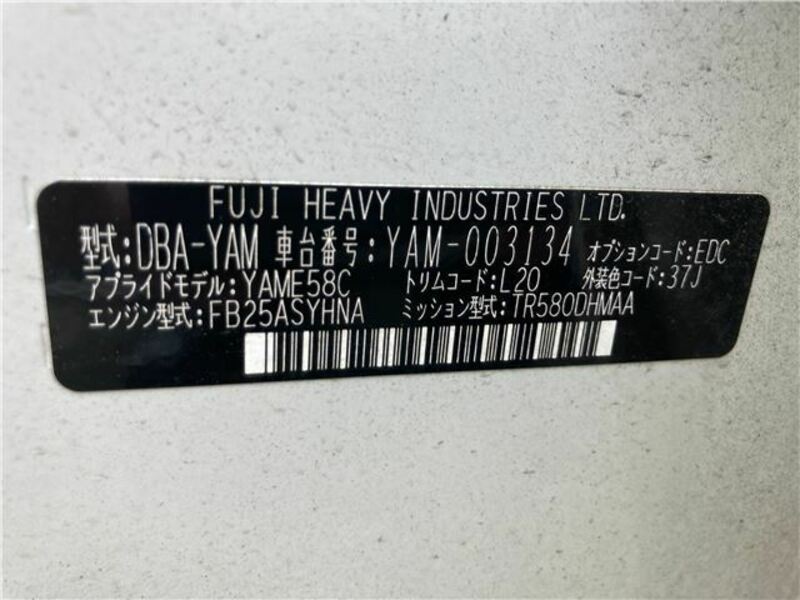 FUJI HEAVY INDUSTRIES LTD.
型式:DBA-YAM 車台番号:YAM-003134 オプションコード:EDC
アプライドモデル:YAME58C トリムコード:L20 外装色コード:37J
エンジン型式:FB25ASYHNA ミッション型式:TR580DHMAA